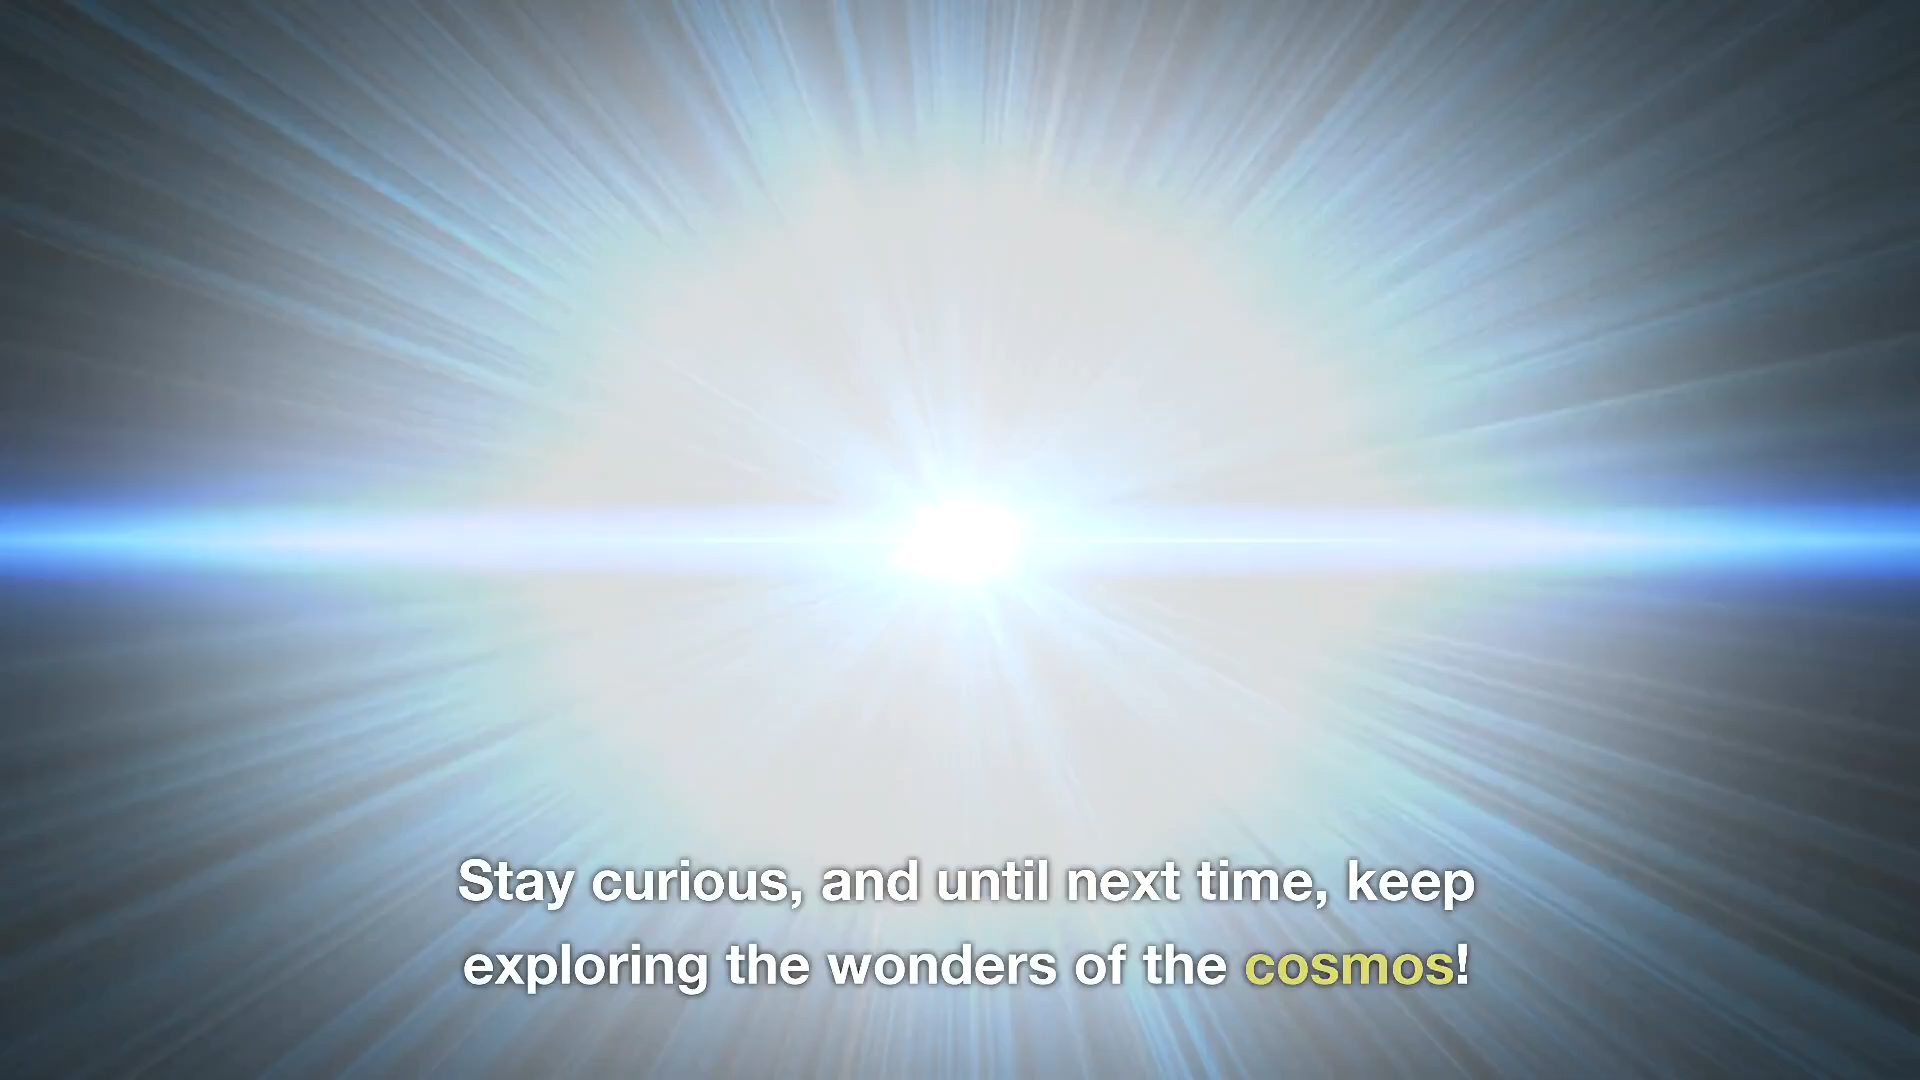 Stay curious, and until next time, keep
exploring the wonders of the cosmos!